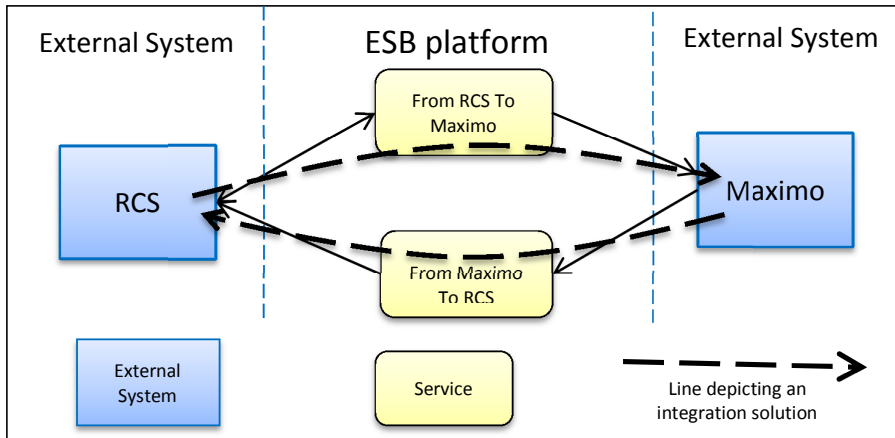 External System
ESB platform
External System
From RCS To
Maximo
RCS
Maximo
From Maximo
To RCS
External
System
Service
Line depicting an
integration solution